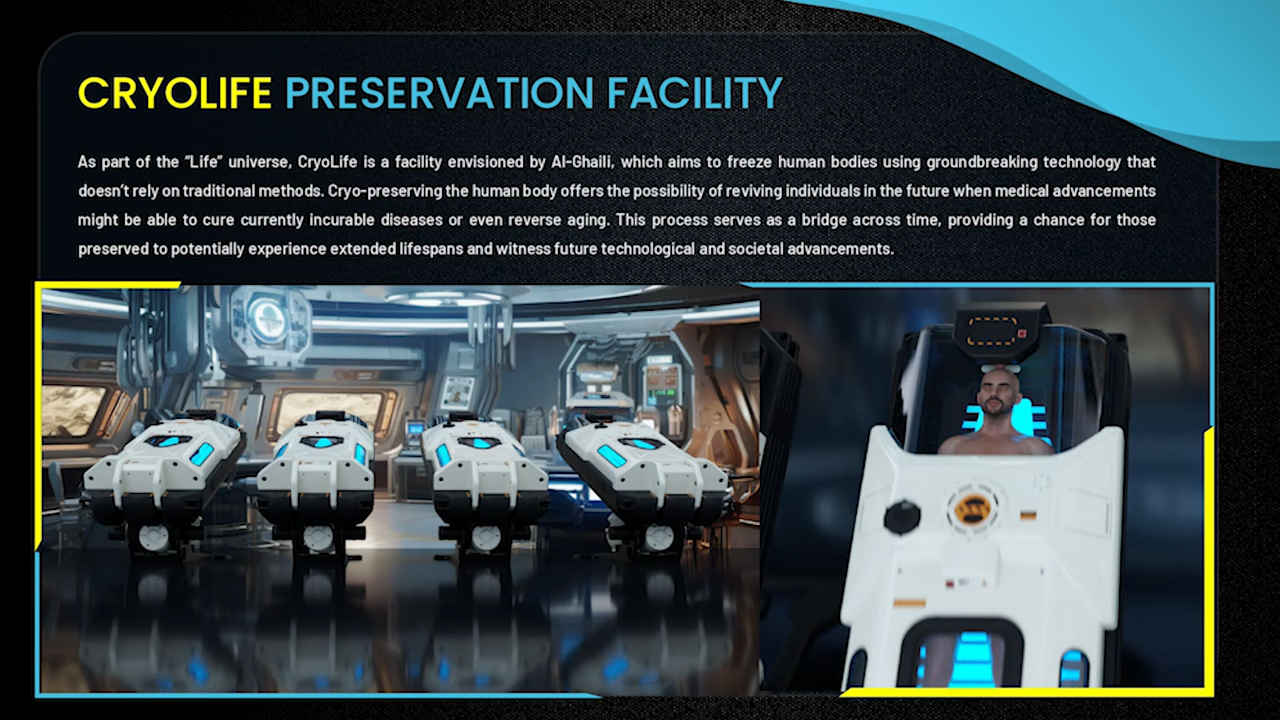 CRYOLIFE PRESERVATION FACILITY
As part of the “Life” universe, CryoLife is a facility envisioned by Al-Ghaili, which aims to freeze human bodies using groundbreaking technology that
doesn’t rely on traditional methods. Cryo-preserving the human body offers the possibility of reviving individuals in the future when medical advancements
might be able to cure currently incurable diseases or even reverse aging. This process serves as a bridge across time, providing a chance for those
preserved to potentially experience extended lifespans and witness future technological and societal advancements.